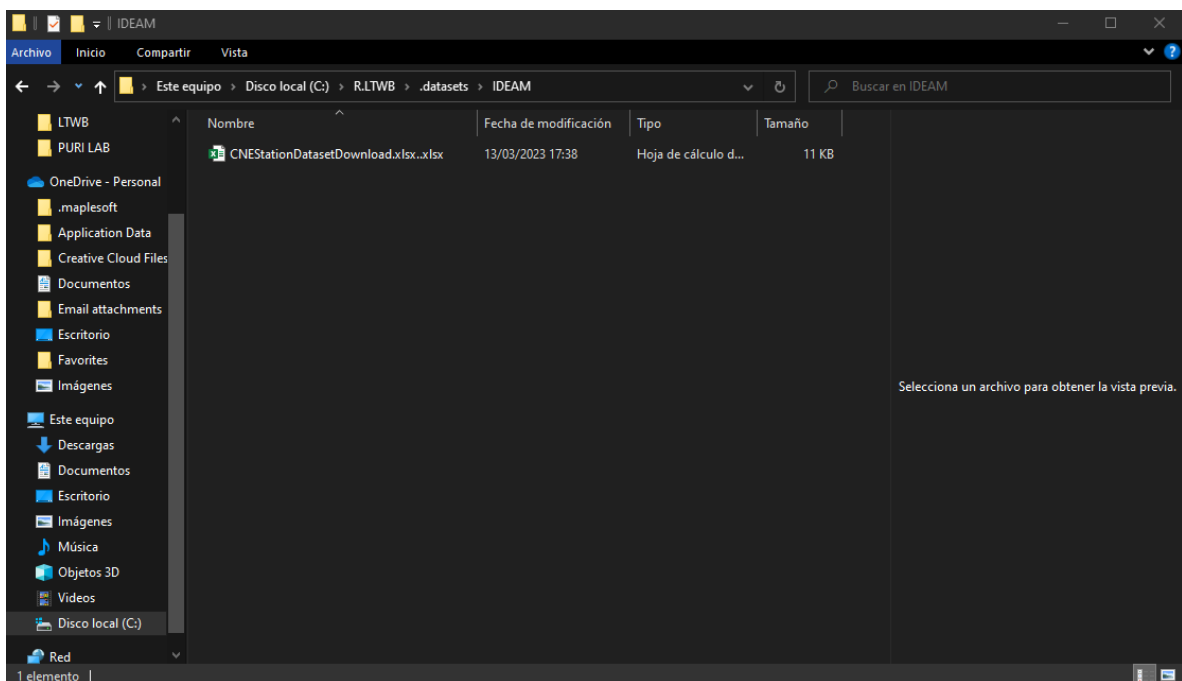 IDEAM
Archivo Inicio Compartir Vista
Este equipo > Disco local (C:) > R.LTWB > .datasets > IDEAM
Buscar en IDEAM
LTWB
PURI LAB
OneDrive - Personal
.maplesoft
Application Data
Creative Cloud Files
Documentos
Email attachments
Escritorio
Favorites
Imágenes
Este equipo
Descargas
Documentos
Escritorio
Imágenes
Música
Objetos 3D
Videos
Disco local (C:)
Red
Nombre Fecha de modificación Tipo Tamaño
CNEStationDatasetDownload.xlsx..xlsx 13/03/2023 17:38 Hoja de cálculo d... 11 KB
Selecciona un archivo para obtener la vista previa.
1 elemento